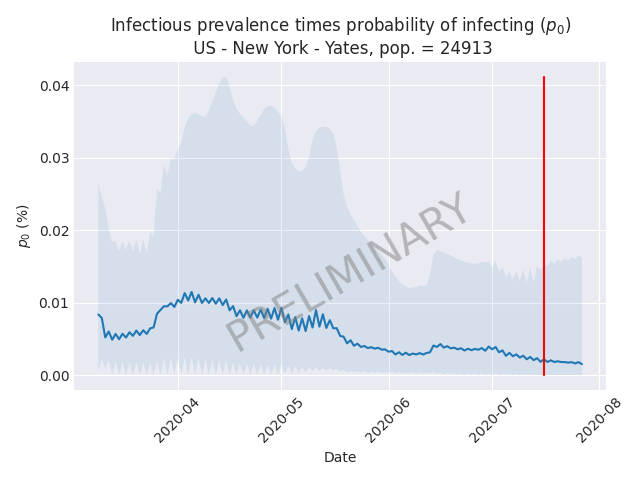 Infectious prevalence times probability of infecting (p₀)
US - New York - Yates, pop. = 24913
0.04
0.03
0.02
0.01
0.00
p₀ (%)
PRELIMINARY
2020-04
2020-05
2020-06
2020-07
2020-08
Date